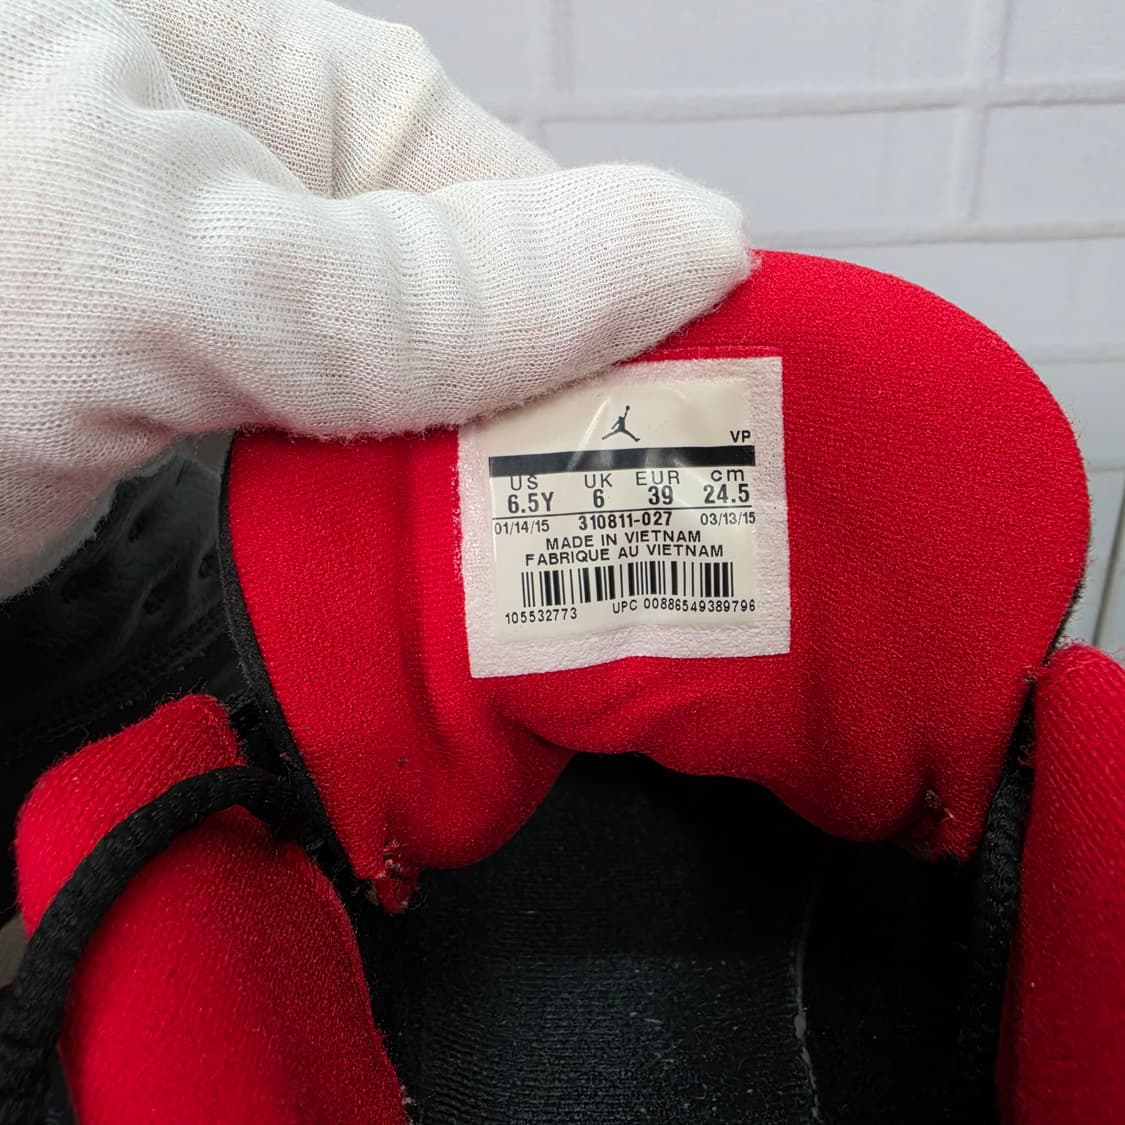 VP
US UK EUR cm
6.5Y 6 39 24.5
01/14/15 310811-027 03/13/15
MADE IN VIETNAM
FABRIQUE AU VIETNAM
105532773 UPC 00886549389796